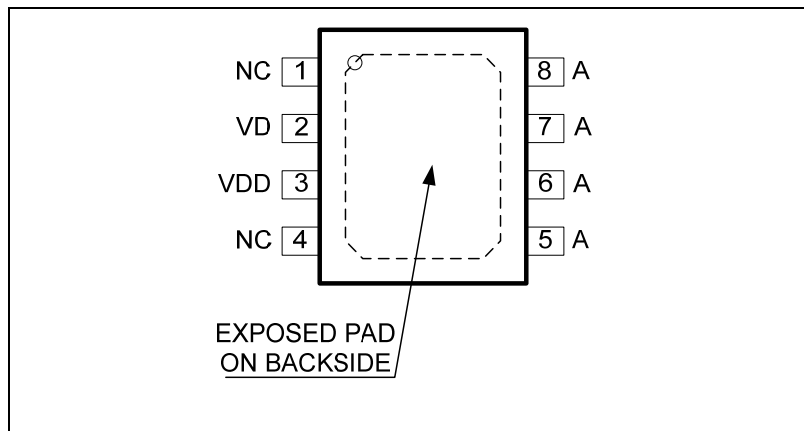 NC 1
8 A
VD 2
7 A
VDD 3
6 A
NC 4
5 A
EXPOSED PAD
ON BACKSIDE